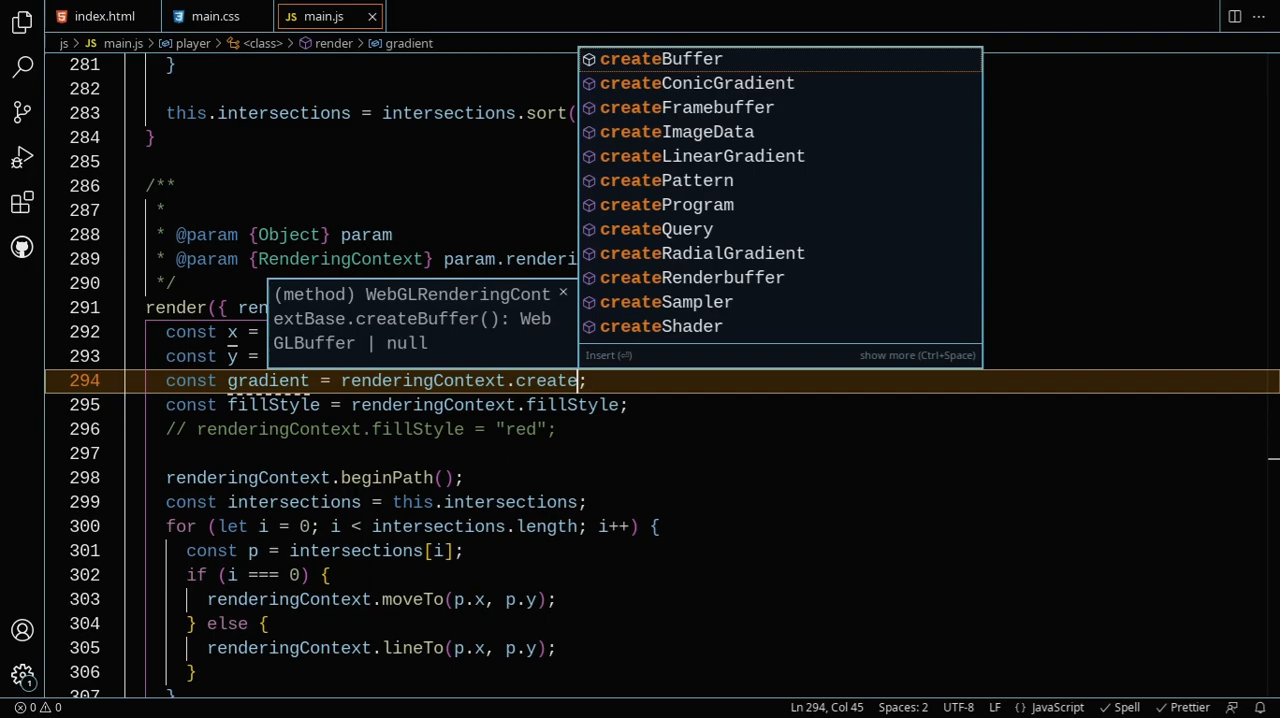 index.html
main.css
JS main.js
js > JS main.js > player > <class> > render > gradient
281 }
282
283 this.intersections = intersections.sort(
284 }
285
286 /**
287 *
288 * @param {Object} param
289 * @param {RenderingContext} param.renderi
290 */
291 render({ ren
292 const x =
293 const y =
294 const gradient = renderingContext.create;
295 const fillStyle = renderingContext.fillStyle;
296 // renderingContext.fillStyle = "red";
297
298 renderingContext.beginPath();
299 const intersections = this.intersections;
300 for (let i = 0; i < intersections.length; i++) {
301 const p = intersections[i];
302 if (i === 0) {
303 renderingContext.moveTo(p.x, p.y);
304 } else {
305 renderingContext.lineTo(p.x, p.y);
306 }
307 }
createBuffer
createConicGradient
createFramebuffer
createImageData
createLinearGradient
createPattern
createProgram
createQuery
createRadialGradient
createRenderbuffer
createSampler
createShader
Insert (⏎) show more (Ctrl+Space)
(method) WebGLRenderingCont
extBase.createBuffer(): Web
GLBuffer | null
1
0 0 Ln 294, Col 45 Spaces: 2 UTF-8 LF {} JavaScript ✓ Spell ✓ Prettier